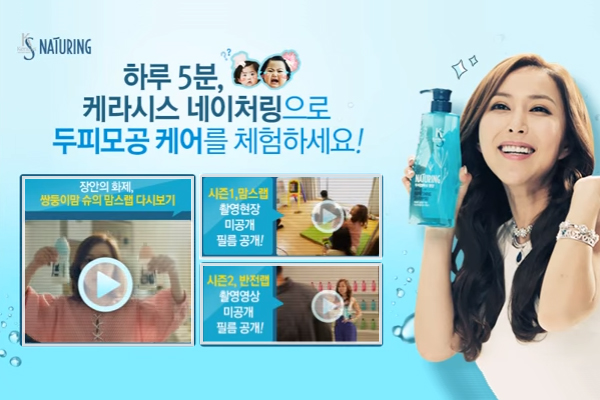 NATURING
??
하루 5분,
케라시스 네이처링으로
두피모공 케어를 체험하세요!
장안의 화제,
쌍둥이맘 슈의 맘스랩 다시보기
시즌1,맘스랩
촬영현장
미공개
필름 공개!
시즌2, 반전랩
촬영영상
미공개
필름 공개!
NATURING